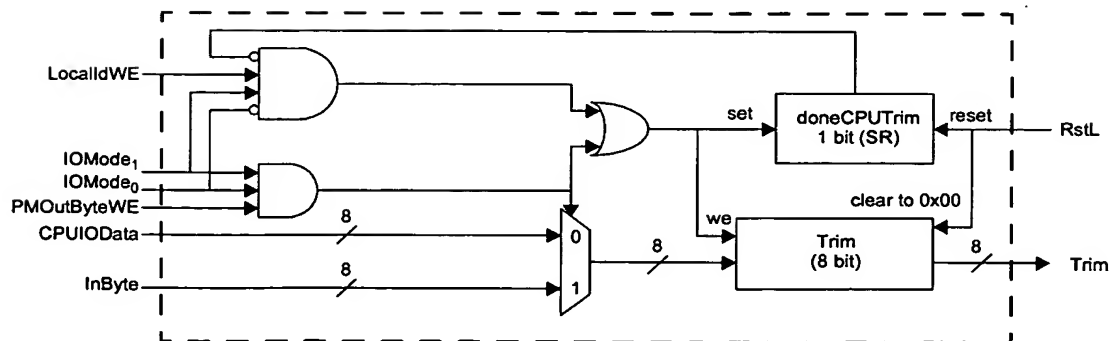 LocalIdWE
IOMode1
IOMode0
PMOutByteWE
CPUIOData
InByte
8
8
0
1
8
set
we
doneCPUTrim
1 bit (SR)
reset
RstL
clear to 0x00
Trim
(8 bit)
8
Trim